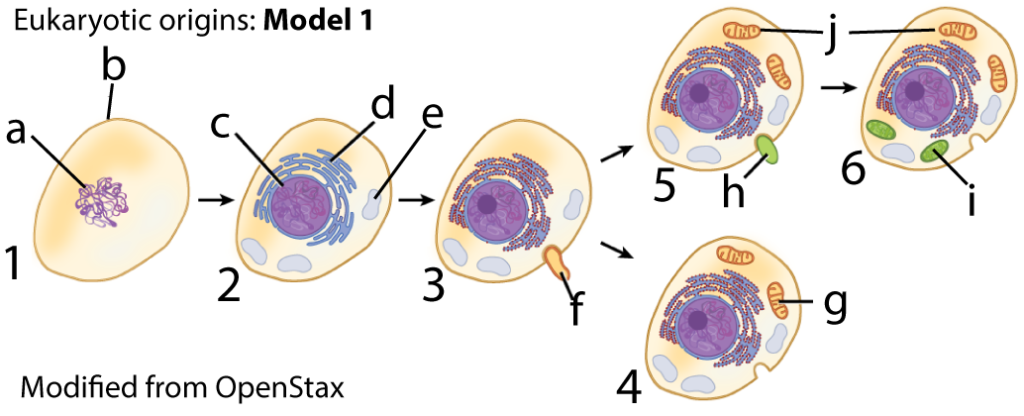 Eukaryotic origins: Model 1
a
b
c
d
e
f
g
h
i
j
1
2
3
4
5
6
Modified from OpenStax